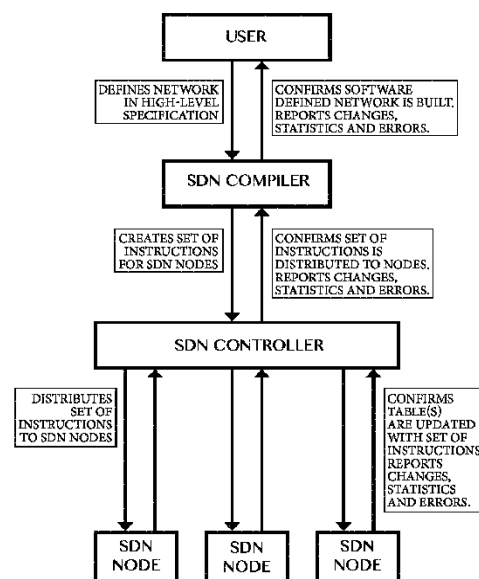 USER
DEFINES NETWORK
IN HIGH-LEVEL
SPECIFICATION
CONFIRMS SOFTWARE
DEFINED NETWORK IS BUILT.
REPORTS CHANGES,
STATISTICS AND ERRORS.
SDN COMPILER
CREATES SET OF
INSTRUCTIONS
FOR SDN NODES
CONFIRMS SET OF
INSTRUCTIONS IS
DISTRIBUTED TO NODES.
REPORTS CHANGES,
STATISTICS AND ERRORS.
SDN CONTROLLER
DISTRIBUTES
SET OF
INSTRUCTIONS
TO SDN NODES
CONFIRMS
TABLE(S)
ARE UPDATED
WITH SET OF
INSTRUCTIONS
REPORTS
CHANGES,
STATISTICS
AND ERRORS.
SDN
NODE
SDN
NODE
SDN
NODE